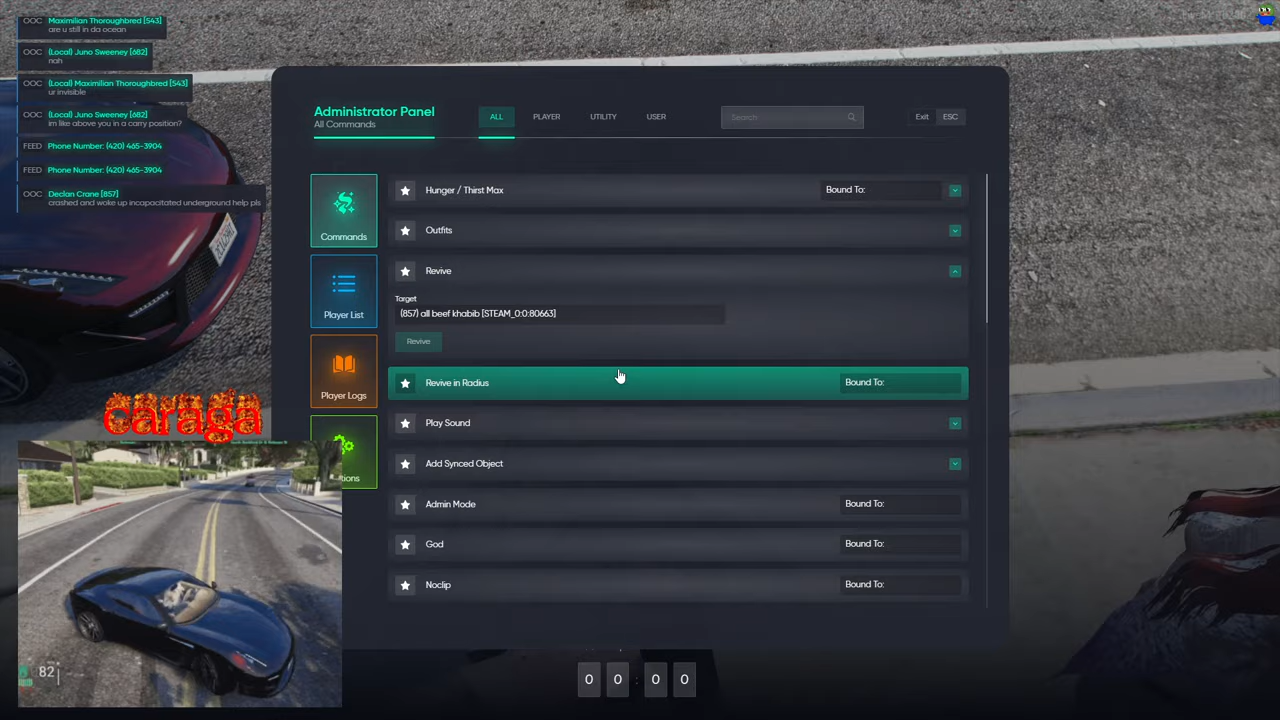 OOC Maximilian Thoroughbred [543]
are u still in da ocean
OOC (Local) Juno Sweeney [682]
nah
OOC (Local) Maximilian Thoroughbred [543]
ur invisible
OOC (Local) Juno Sweeney [682]
im like above you in a carry position?
FEED Phone Number: (420) 465-3904
FEED Phone Number: (420) 465-3904
OOC Declan Crane [857]
crashed and woke up incapacitated underground help pls
Administrator Panel
All Commands
ALL PLAYER UTILITY USER
Search
Exit ESC
Commands
Player List
Player Logs
tions
Hunger / Thirst Max Bound To:
Outfits
Revive
Target
(857) all beef khabib [STEAM_0:0:80663]
Revive
Revive in Radius Bound To:
Play Sound
Add Synced Object
Admin Mode Bound To:
God Bound To:
Noclip Bound To:
caraga
82
0 0 : 0 0